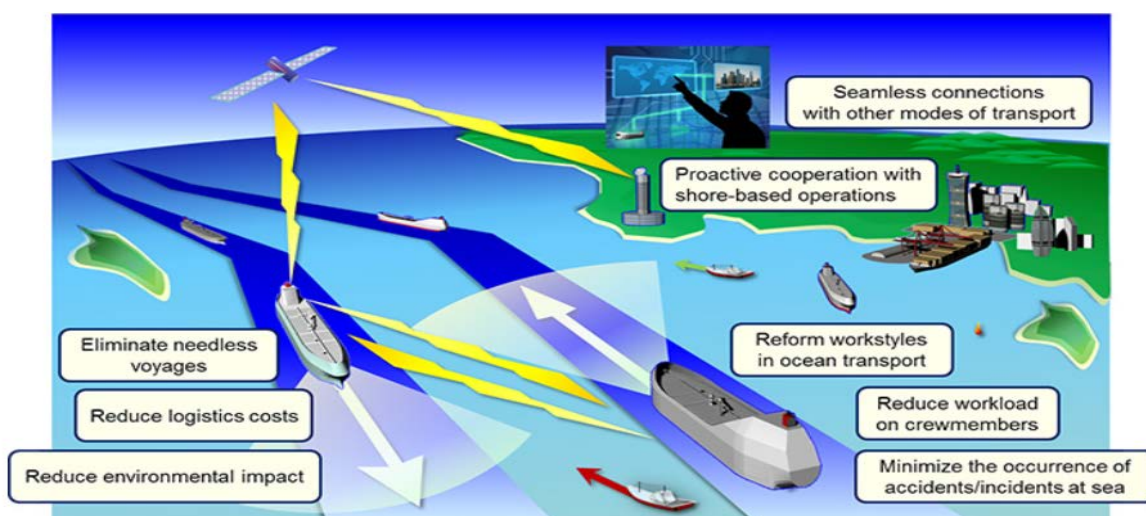 Seamless connections
with other modes of transport
Proactive cooperation with
shore-based operations
Eliminate needless
voyages
Reform workstyles
in ocean transport
Reduce logistics costs
Reduce workload
on crewmembers
Reduce environmental impact
Minimize the occurrence of
accidents/incidents at sea